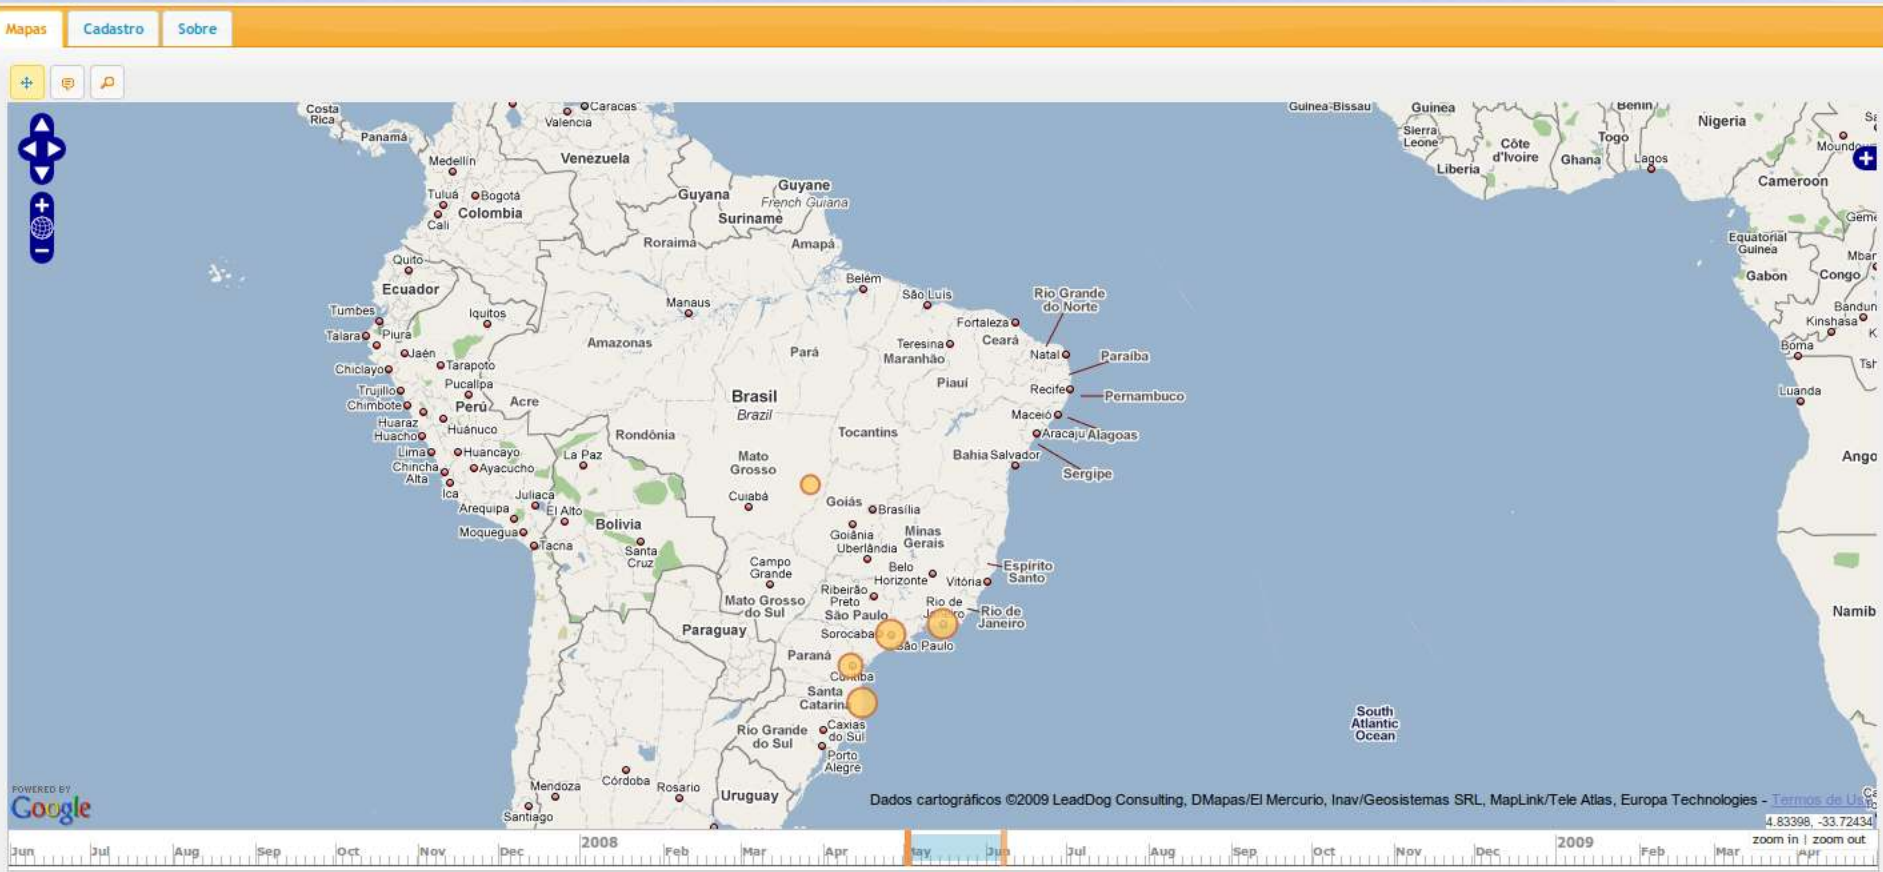 Mapas
Cadastro
Sobre
Costa
Rica
Panamá
Caracas
Valencia
Venezuela
Medellín
Tuluá
Bogotá
Cali
Colombia
Guyana
Guyane
French Guiana
Suriname
Roraima
Amapá
Quito
Ecuador
Tumbes
Talara
Piura
Iquitos
Jaén
Tarapoto
Chiclayo
Pucallpa
Trujillo
Chimbote
Perú
Acre
Huaraz
Huánuco
Huacho
Lima
Huancayo
Chincha
Alta
Ayacucho
Ica
Juliaca
Arequipa
El Alto
Moquegua
Tacna
La Paz
Bolivia
Santa
Cruz
Manaus
Belém
São Luís
Amazonas
Pará
Fortaleza
Rio Grande
do Norte
Teresina
Ceará
Maranhão
Natal
Paraíba
Piauí
Brasil
Brazil
Recife
Pernambuco
Maceió
Rondônia
Tocantins
Aracaju
Alagoas
Mato
Grosso
Bahia
Salvador
Sergipe
Cuiabá
Goiás
Brasília
Goiânia
Minas
Gerais
Uberlândia
Campo
Grande
Belo
Horizonte
Vitória
Espírito
Santo
Mato Grosso
do Sul
Ribeirão
Preto
São Paulo
Rio de
Rio de
Janeiro
Paraguay
Sorocaba
São Paulo
Paraná
Curitiba
Santa
Catarina
Rio Grande
do Sul
Caxias
do Sul
Porto
Alegre
Córdoba
Mendoza
Rosario
Uruguay
Santiago
Guinea-Bissau
Guinea
Sierra
Leone
Liberia
Côte
d'Ivoire
Ghana
Togo
Benin
Lagos
Nigeria
Moundou
Cameroon
Equatorial
Guinea
Gabon
Congo
Kinshasa
Boma
Luanda
South
Atlantic
Ocean
POWERED BY
Google
Dados cartográficos ©2009 LeadDog Consulting, DMapas/El Mercurio, Inav/Geosistemas SRL, MapLink/Tele Atlas, Europa Technologies -
4.83398, -33.72434
zoom in | zoom out
Jun Jul Aug Sep Oct Nov Dec 2008 Feb Mar Apr May Jun Jul Aug Sep Oct Nov Dec 2009 Feb Mar Apr